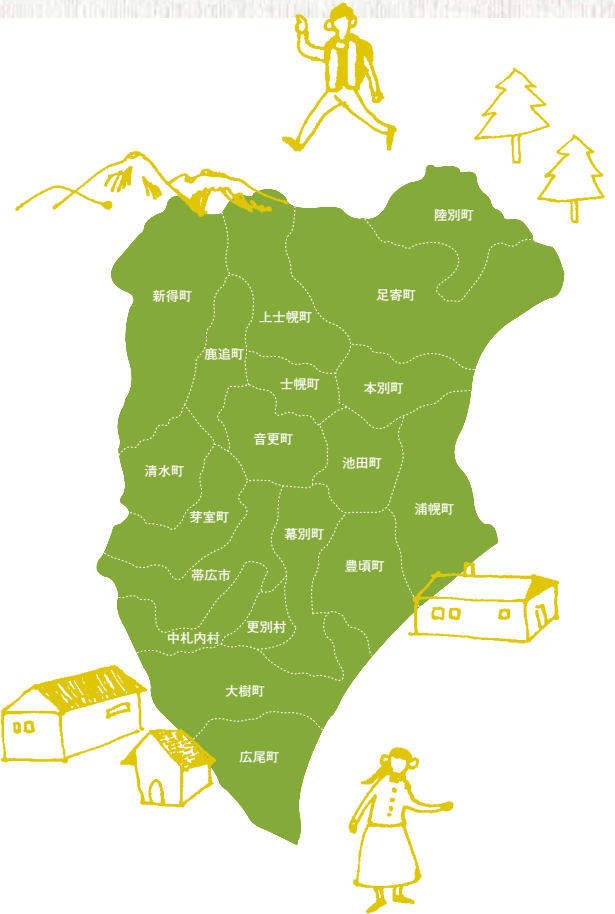 陸別町
新得町
足寄町
上士幌町
鹿追町
士幌町
本別町
音更町
池田町
清水町
浦幌町
芽室町
幕別町
豊頃町
帯広市
更別村
中札内村
大樹町
広尾町